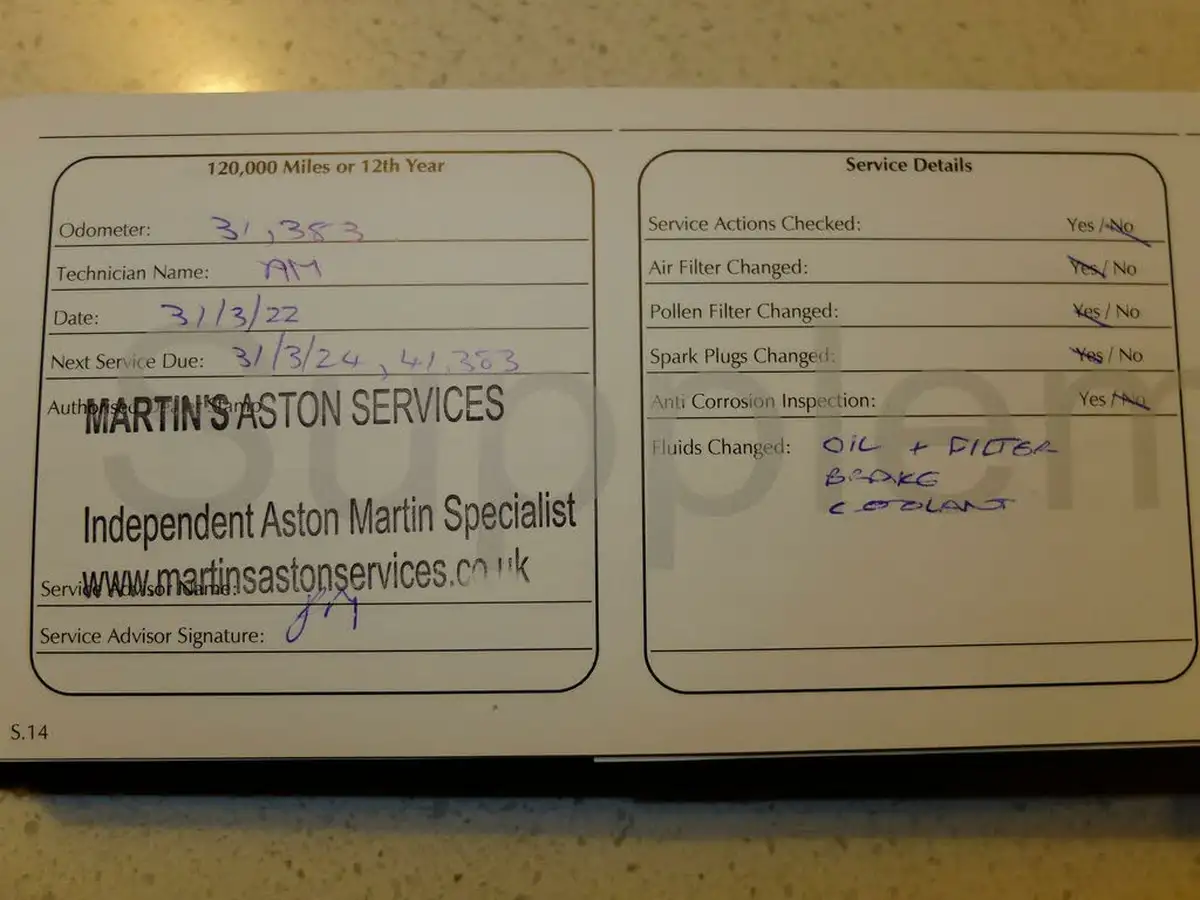 120,000 Miles or 12th Year
Odometer: 31,383
Technician Name: AM
Date: 31/3/22
Next Service Due: 31/3/24, 41,383
Authorised Dealer Stamp
MARTIN'S ASTON SERVICES
Independent Aston Martin Specialist
www.martinsastonservices.co.uk
Service Advisor Name:
Service Advisor Signature:
S.14
Service Details
Service Actions Checked: Yes / No
Air Filter Changed: Yes / No
Pollen Filter Changed: Yes / No
Spark Plugs Changed: Yes / No
Anti Corrosion Inspection: Yes / No
Fluids Changed: OIL + FILTER
BRAKE
COOLANT
Supplem